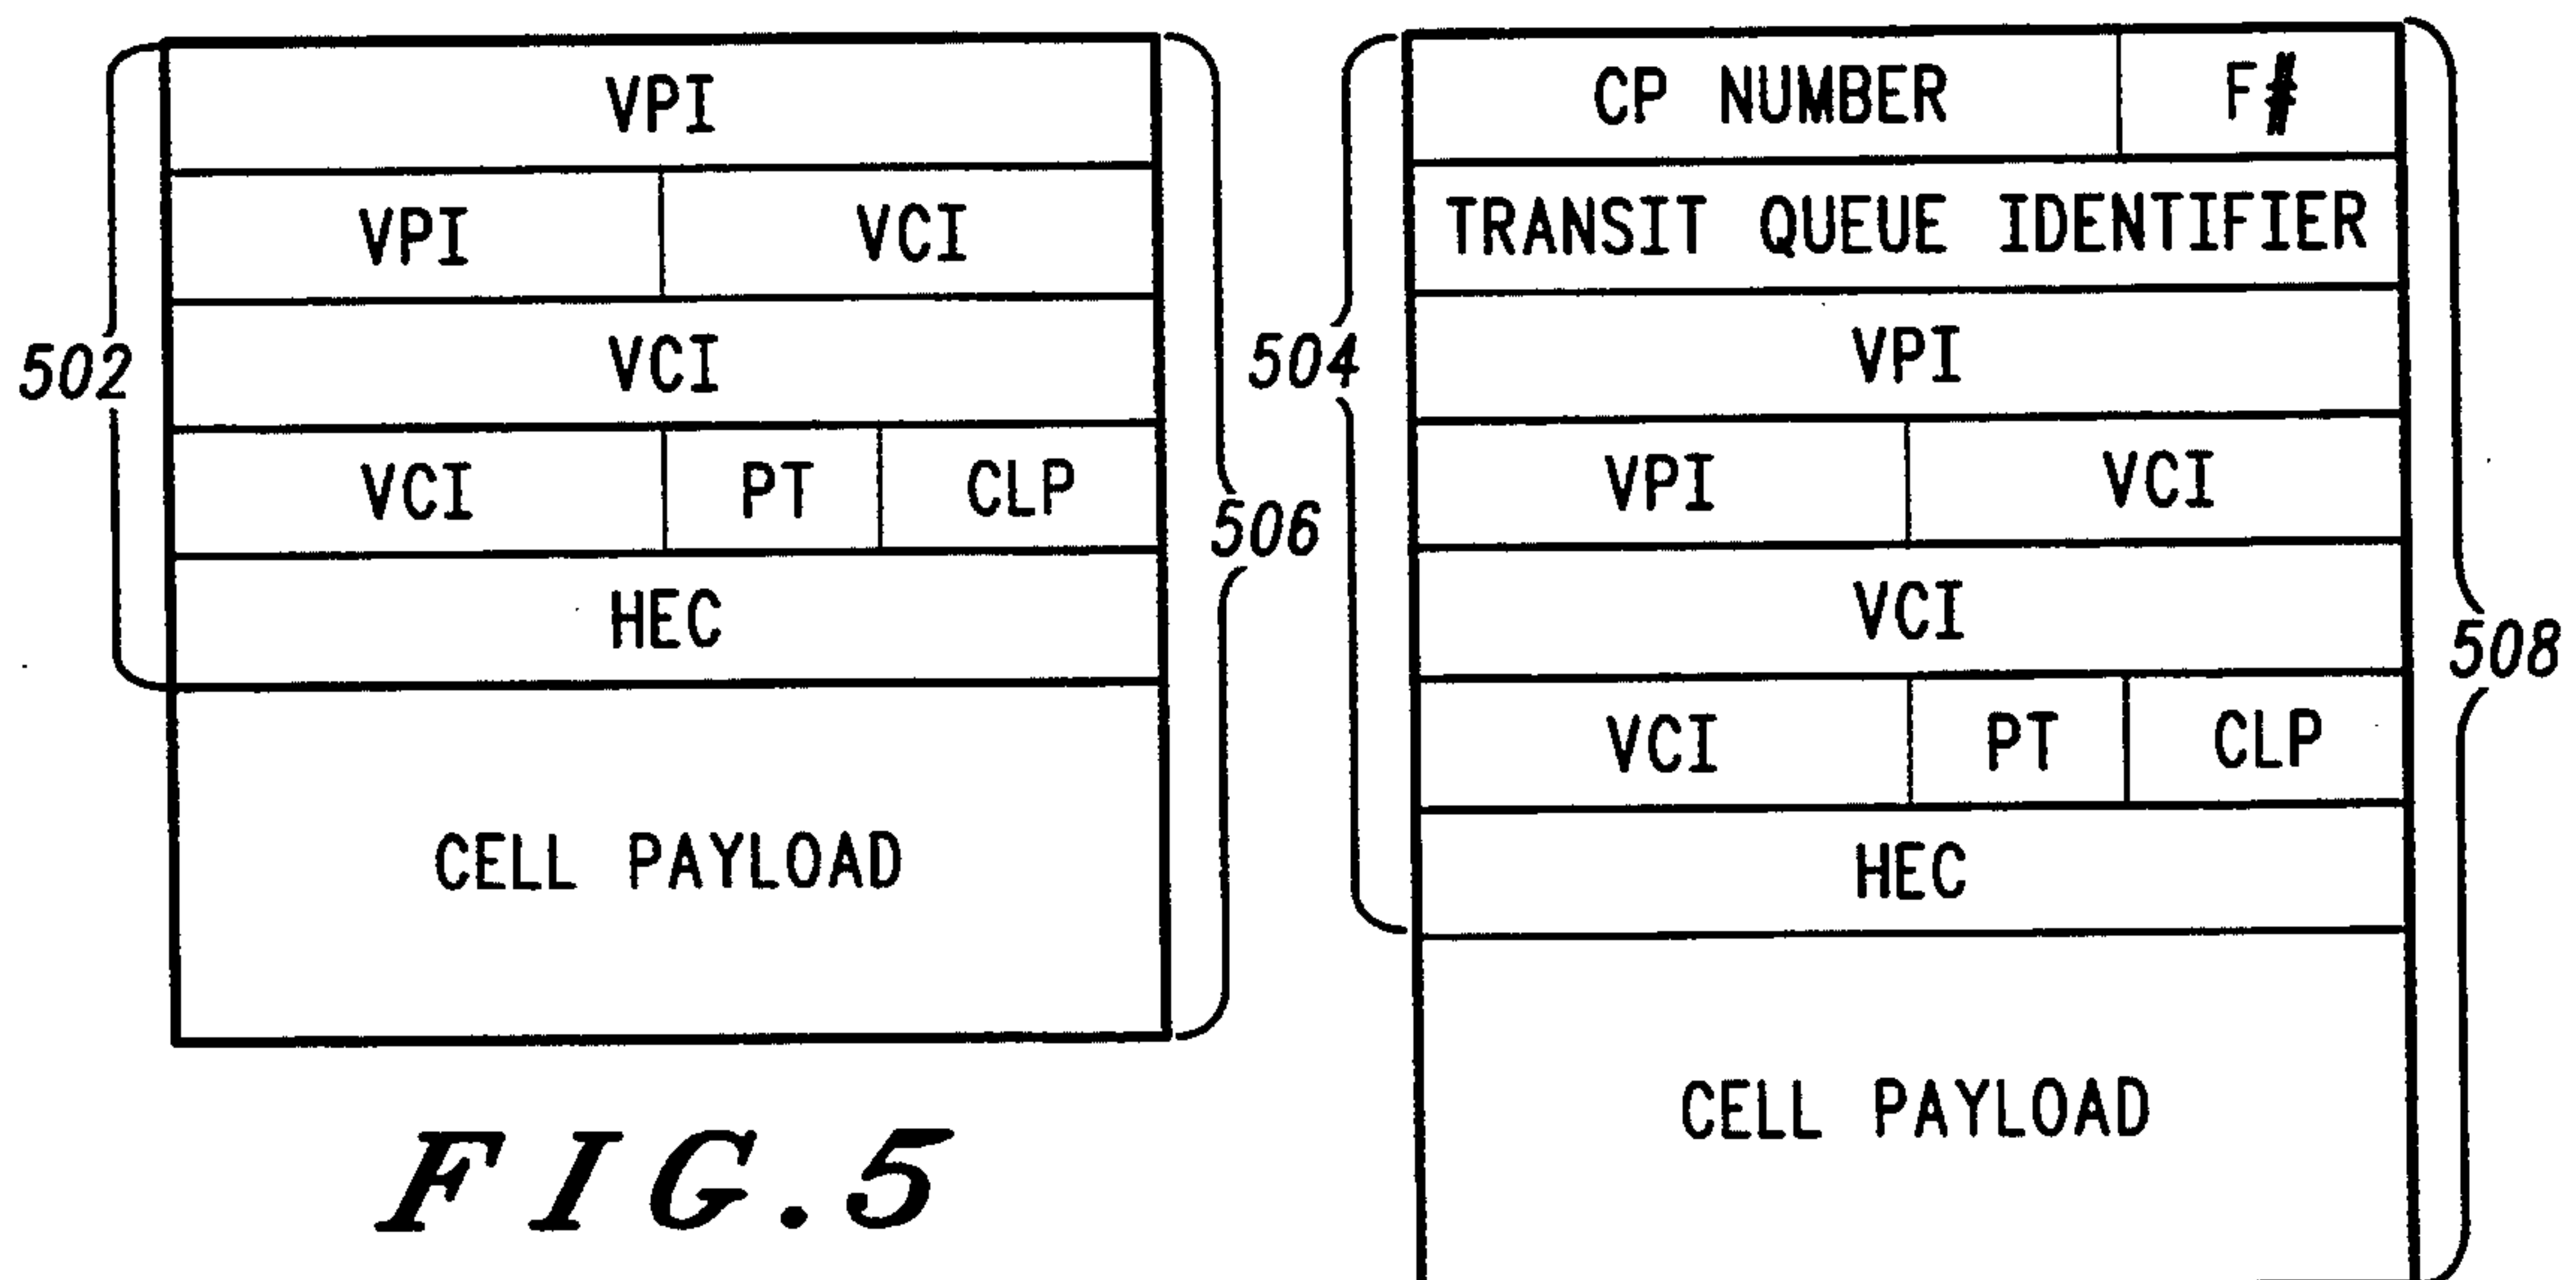 VPI
VPI VCI
502
VCI
VCI PT CLP
506
HEC
CELL PAYLOAD
FIG.5
CP NUMBER F#
TRANSIT QUEUE IDENTIFIER
504
VPI
VPI VCI
VCI
508
VCI PT CLP
HEC
CELL PAYLOAD